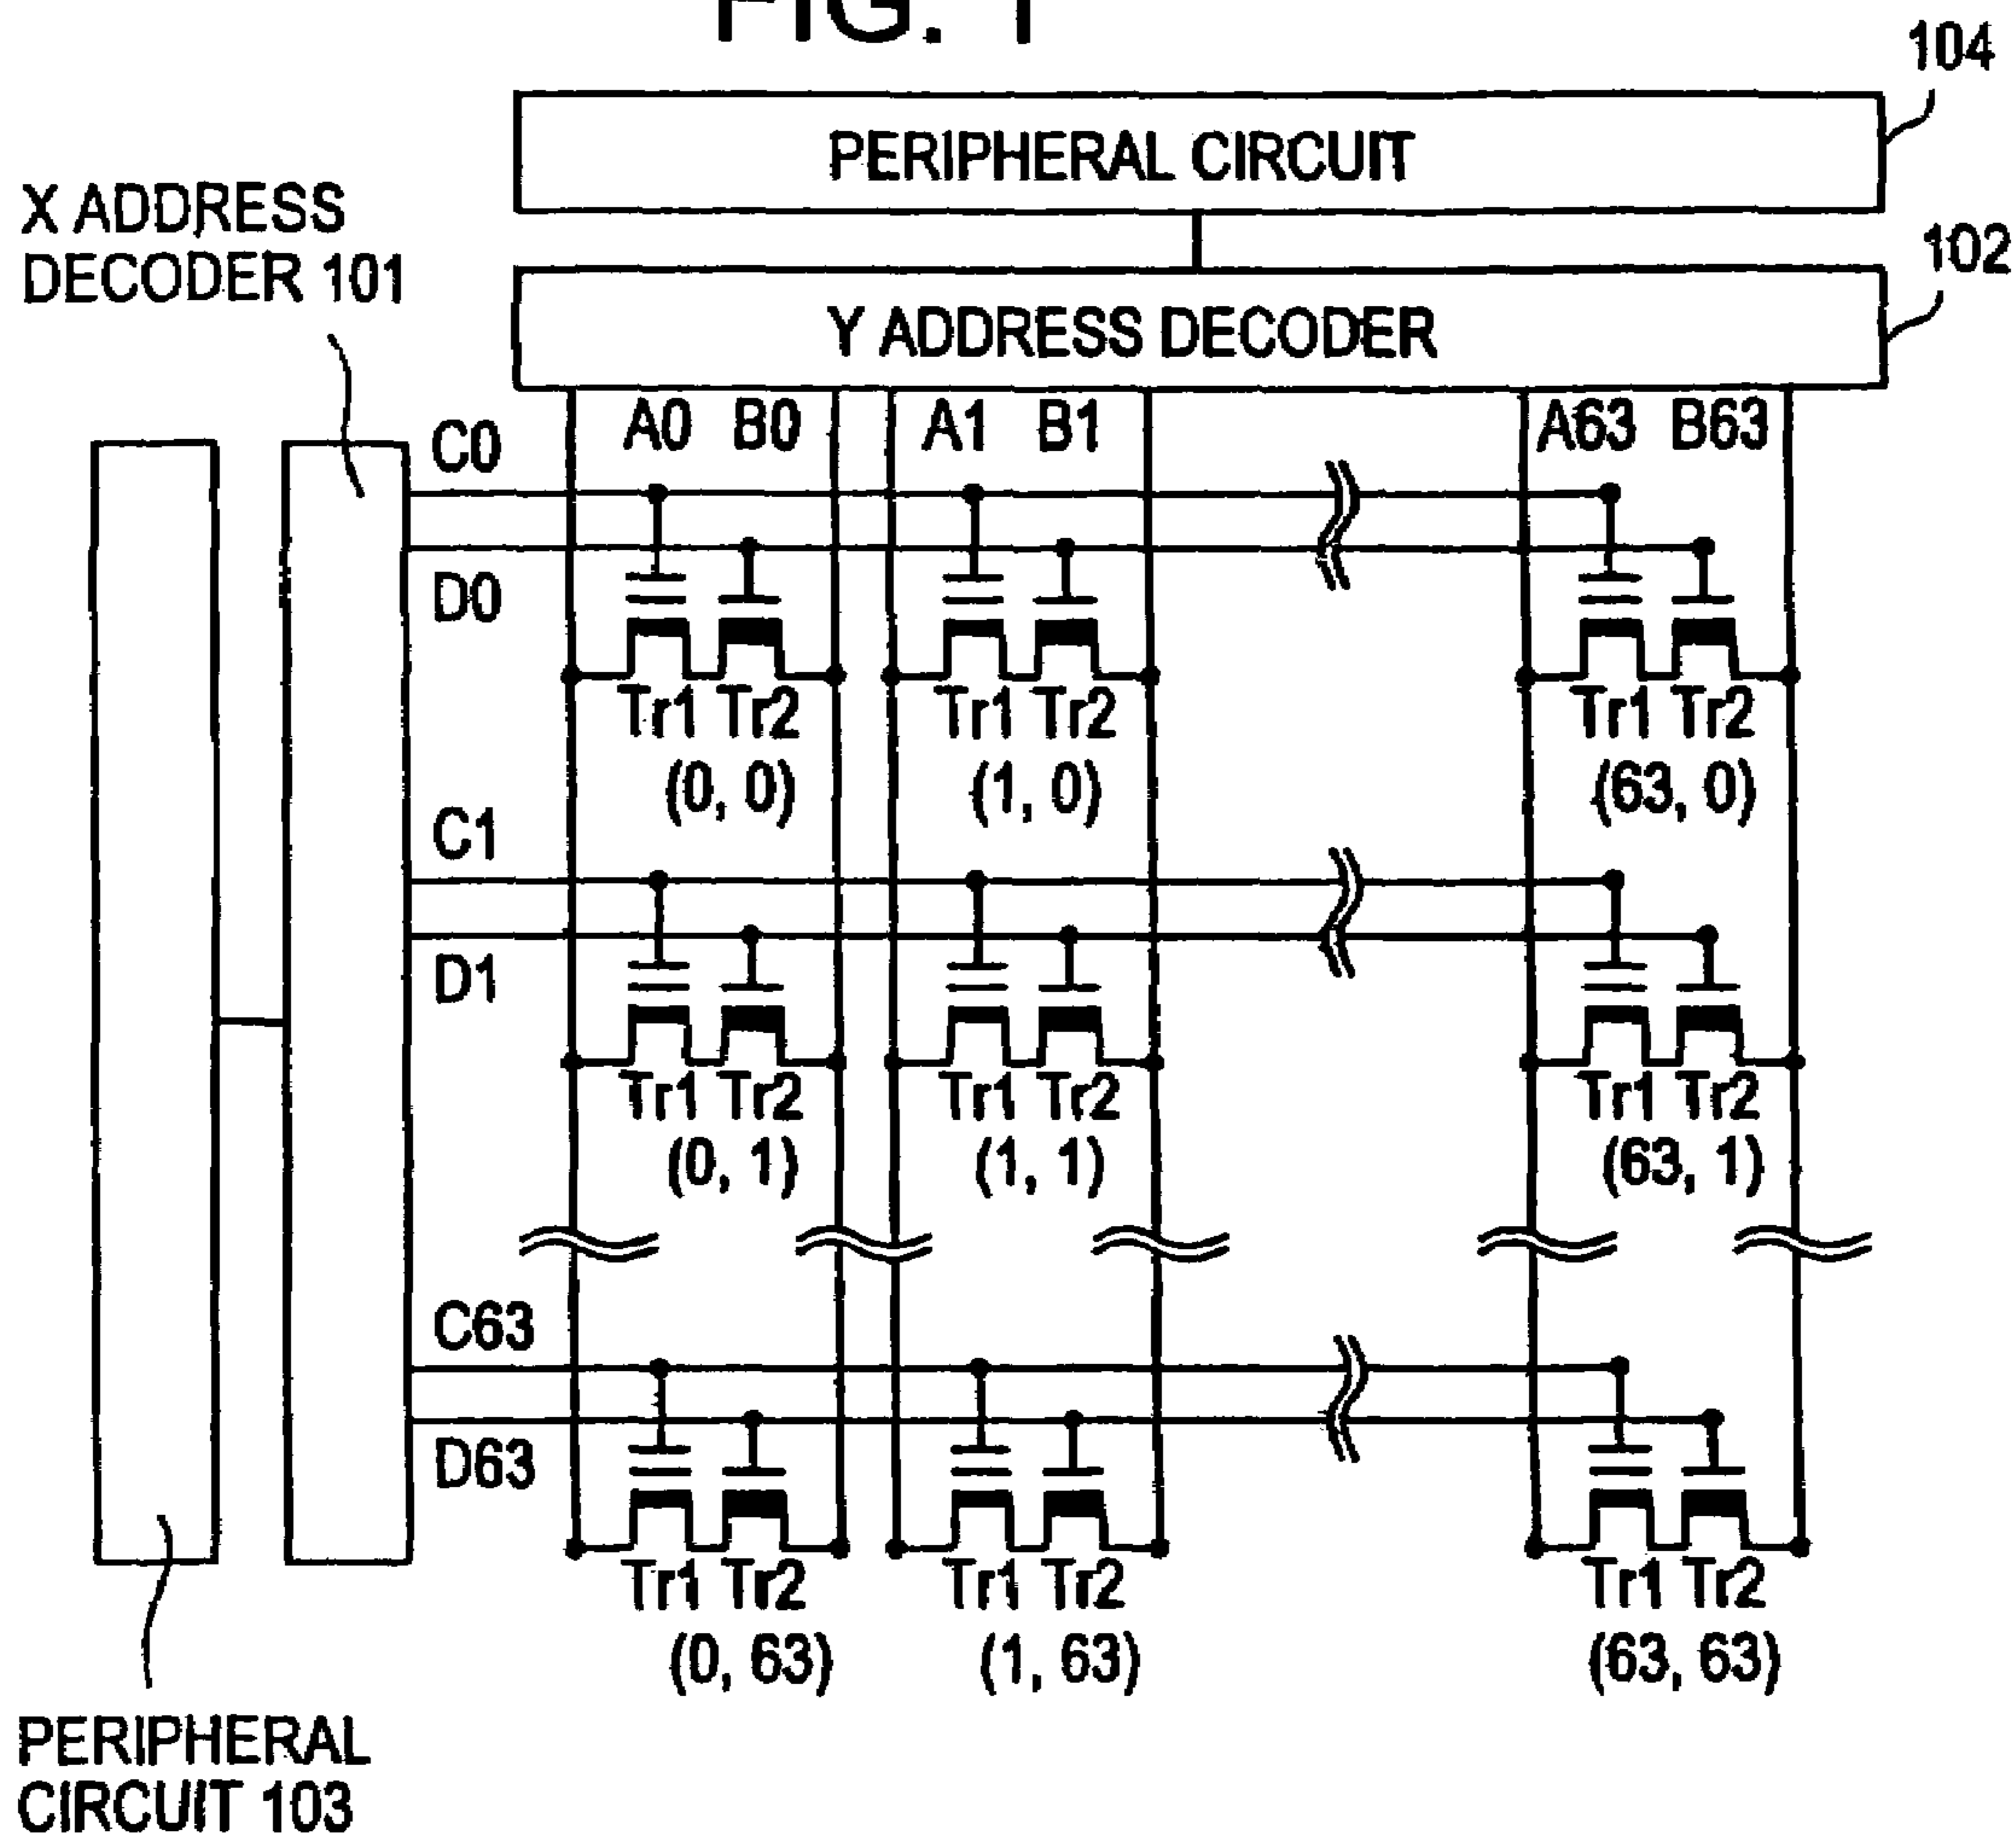 FIG. 1
104
PERIPHERAL CIRCUIT
X ADDRESS
DECODER 101
102
Y ADDRESS DECODER
A0 B0 A1 B1 A63 B63
C0
D0
Tr1 Tr2 Tr1 Tr2 Tr1 Tr2
(0, 0) (1, 0) (63, 0)
C1
D1
Tr1 Tr2 Tr1 Tr2 Tr1 Tr2
(0, 1) (1, 1) (63, 1)
C63
D63
Tr1 Tr2 Tr1 Tr2 Tr1 Tr2
(0, 63) (1, 63) (63, 63)
PERIPHERAL
CIRCUIT 103